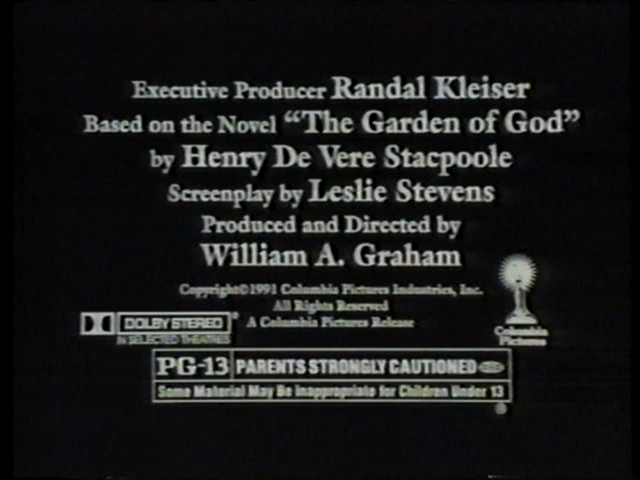 Executive Producer Randal Kleiser
Based on the Novel “The Garden of God”
by Henry De Vere Stacpoole
Screenplay by Leslie Stevens
Produced and Directed by
William A. Graham
Copyright©1991 Columbia Pictures Industries, Inc.
All Rights Reserved
A Columbia Pictures Release
DOLBY STEREO®
IN SELECTED THEATRES
Columbia
Pictures
PG-13 PARENTS STRONGLY CAUTIONED
Some Material May Be Inappropriate for Children Under 13
®